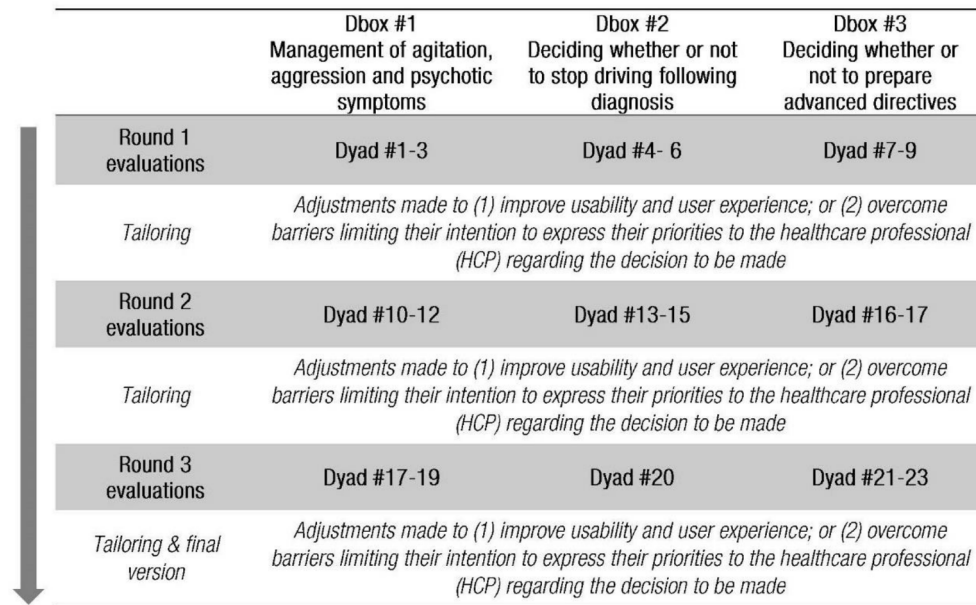 Dbox #1
Management of agitation,
aggression and psychotic
symptoms
Dbox #2
Deciding whether or not
to stop driving following
diagnosis
Dbox #3
Deciding whether or
not to prepare
advanced directives
Round 1
evaluations
Dyad #1-3
Dyad #4- 6
Dyad #7-9
Tailoring
Adjustments made to (1) improve usability and user experience; or (2) overcome
barriers limiting their intention to express their priorities to the healthcare professional
(HCP) regarding the decision to be made
Round 2
evaluations
Dyad #10-12
Dyad #13-15
Dyad #16-17
Tailoring
Adjustments made to (1) improve usability and user experience; or (2) overcome
barriers limiting their intention to express their priorities to the healthcare professional
(HCP) regarding the decision to be made
Round 3
evaluations
Dyad #17-19
Dyad #20
Dyad #21-23
Tailoring & final
version
Adjustments made to (1) improve usability and user experience; or (2) overcome
barriers limiting their intention to express their priorities to the healthcare professional
(HCP) regarding the decision to be made